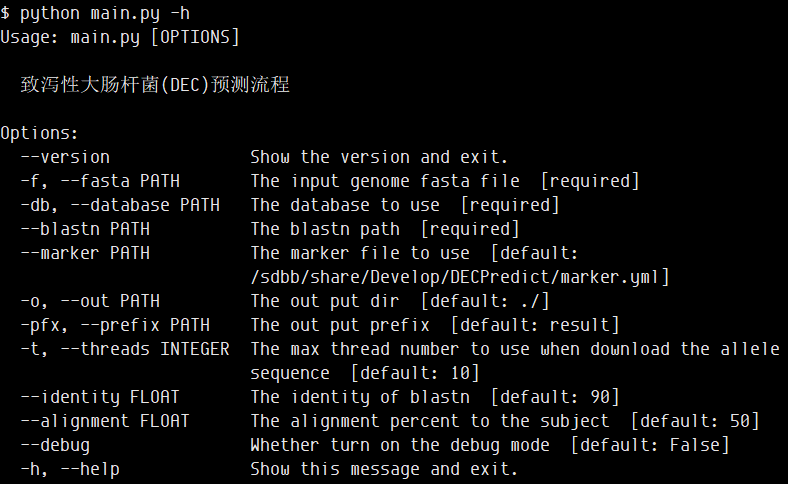 $ python main.py -h
Usage: main.py [OPTIONS]
致泻性大肠杆菌(DEC)预测流程
Options:
--version Show the version and exit.
-f, --fasta PATH The input genome fasta file [required]
-db, --database PATH The database to use [required]
--blastn PATH The blastn path [required]
--marker PATH The marker file to use [default:
/sdbb/share/Develop/DECPredict/marker.yml]
-o, --out PATH The out put dir [default: ./]
-pfx, --prefix PATH The out put prefix [default: result]
-t, --threads INTEGER The max thread number to use when download the allele
sequence [default: 10]
--identity FLOAT The identity of blastn [default: 90]
--alignment FLOAT The alignment percent to the subject [default: 50]
--debug Whether turn on the debug mode [default: False]
-h, --help Show this message and exit.